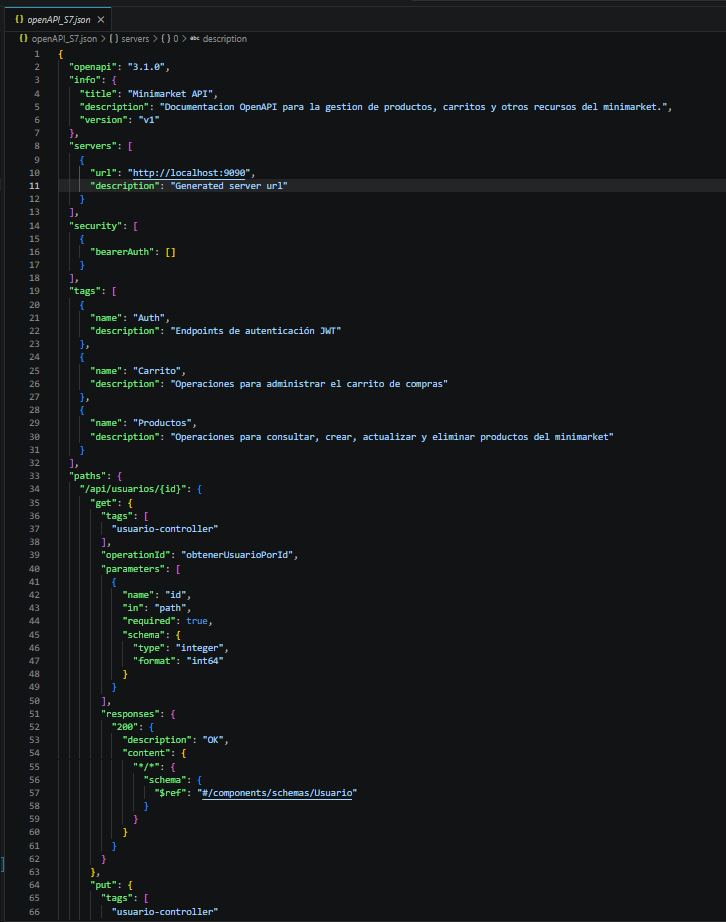 {} openAPI_S7.json ×
{} openAPI_S7.json > [ ] servers > {} 0 > abc description
1 {
2 "openapi": "3.1.0",
3 "info": {
4 "title": "Minimarket API",
5 "description": "Documentacion OpenAPI para la gestion de productos, carritos y otros recursos del minimarket.",
6 "version": "v1"
7 },
8 "servers": [
9 {
10 "url": "http://localhost:9090",
11 "description": "Generated server url"
12 }
13 ],
14 "security": [
15 {
16 "bearerAuth": []
17 }
18 ],
19 "tags": [
20 {
21 "name": "Auth",
22 "description": "Endpoints de autenticación JWT"
23 },
24 {
25 "name": "Carrito",
26 "description": "Operaciones para administrar el carrito de compras"
27 },
28 {
29 "name": "Productos",
30 "description": "Operaciones para consultar, crear, actualizar y eliminar productos del minimarket"
31 }
32 ],
33 "paths": {
34 "/api/usuarios/{id}": {
35 "get": {
36 "tags": [
37 "usuario-controller"
38 ],
39 "operationId": "obtenerUsuarioPorId",
40 "parameters": [
41 {
42 "name": "id",
43 "in": "path",
44 "required": true,
45 "schema": {
46 "type": "integer",
47 "format": "int64"
48 }
49 }
50 ],
51 "responses": {
52 "200": {
53 "description": "OK",
54 "content": {
55 "*/*": {
56 "schema": {
57 "$ref": "#/components/schemas/Usuario"
58 }
59 }
60 }
61 }
62 }
63 },
64 "put": {
65 "tags": [
66 "usuario-controller"